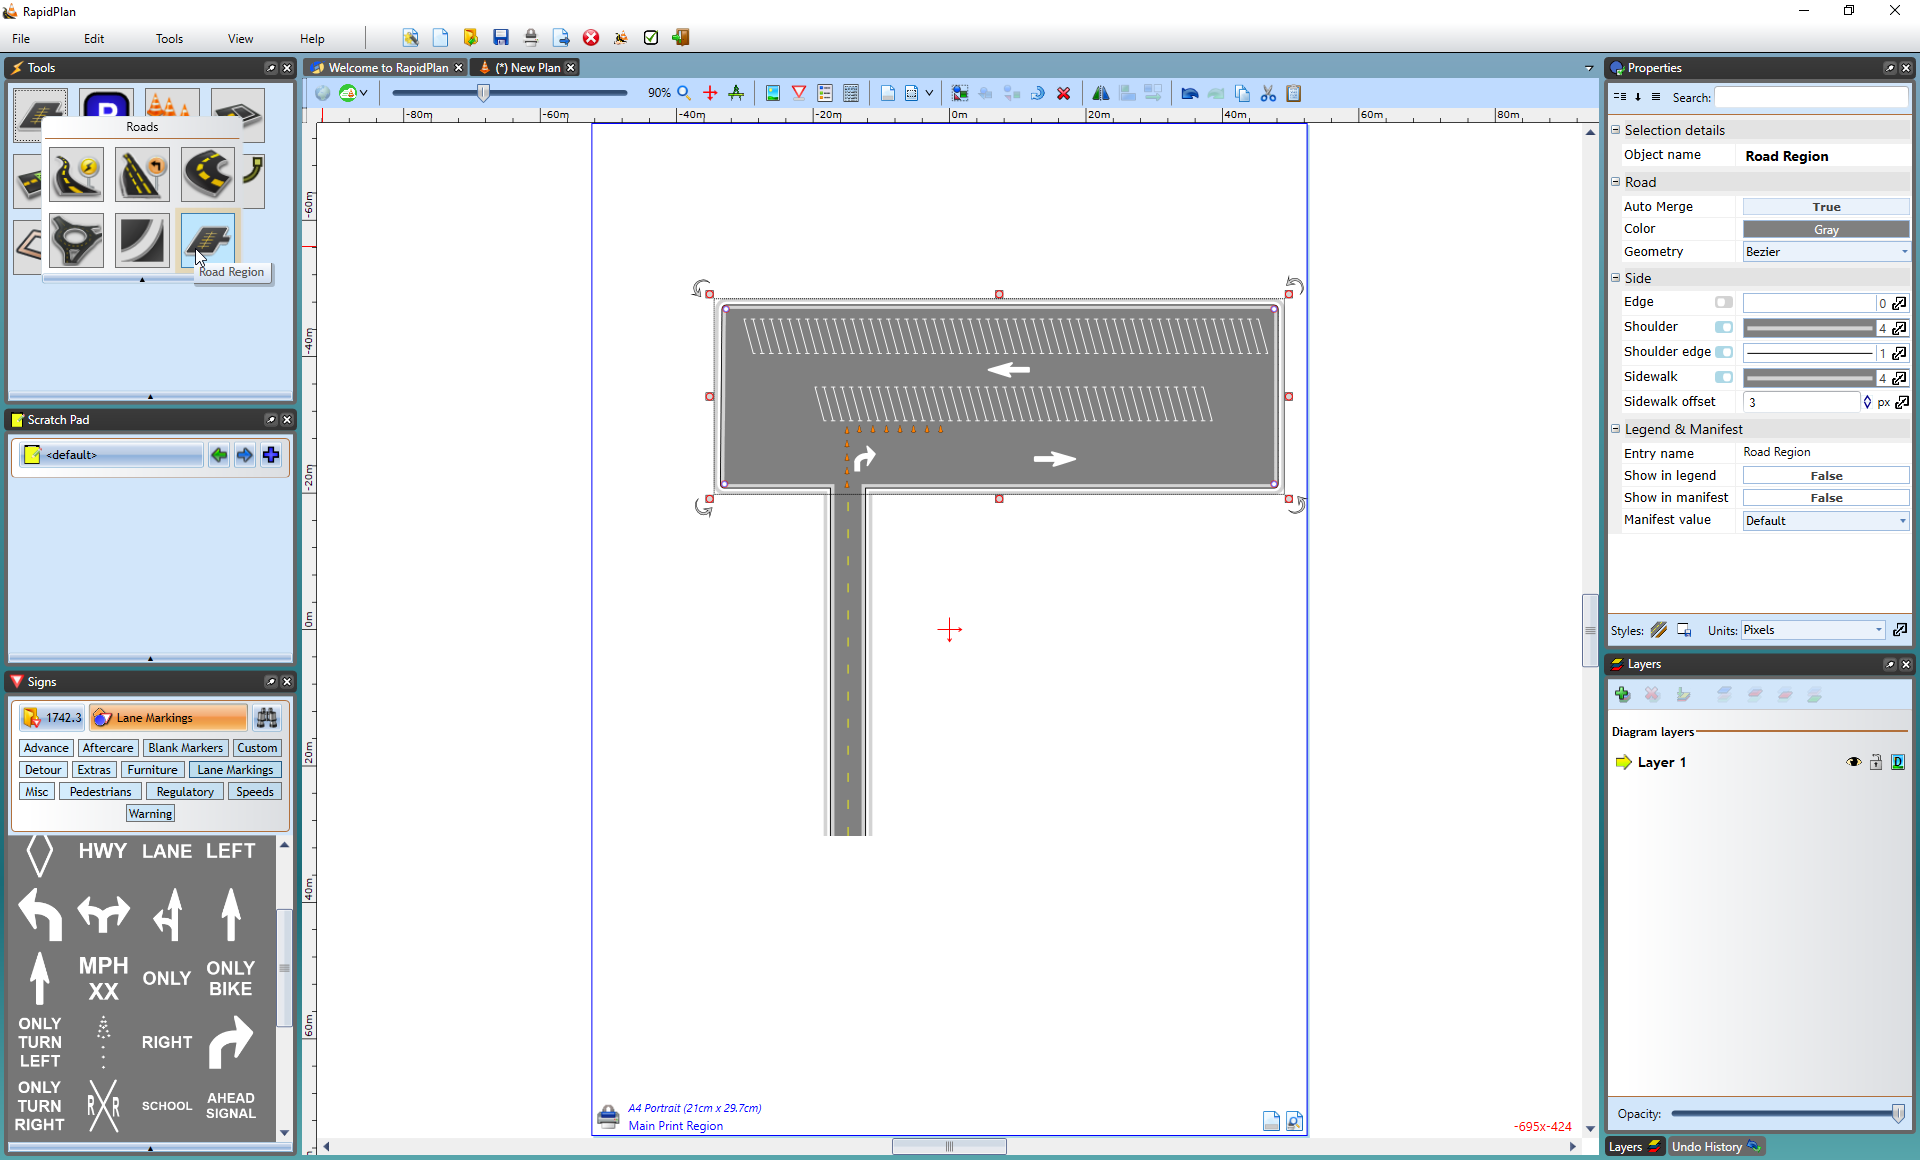 RapidPlan
File Edit Tools View Help
Tools
Roads
Road Region
Scratch Pad
<default>
Signs
1742.3 Lane Markings
Advance Aftercare Blank Markers Custom
Detour Extras Furniture Lane Markings
Misc Pedestrians Regulatory Speeds
Warning
HWY LANE LEFT
MPH XX ONLY ONLY BIKE
ONLY TURN LEFT RIGHT
ONLY TURN RIGHT R R SCHOOL AHEAD SIGNAL
Welcome to RapidPlan (*) New Plan
90%
-80m -60m -40m -20m 0m 20m 40m 60m 80m
-60m
-40m
-20m
0m
20m
40m
60m
A4 Portrait (21cm x 29.7cm)
Main Print Region
-695x-424
Properties
Search:
Selection details
Object name Road Region
Road
Auto Merge True
Color Gray
Geometry Bezier
Side
Edge 0
Shoulder 4
Shoulder edge 1
Sidewalk 4
Sidewalk offset 3 px
Legend & Manifest
Entry name Road Region
Show in legend False
Show in manifest False
Manifest value Default
Styles: Units: Pixels
Layers
Diagram layers
Layer 1
Opacity:
Layers Undo History